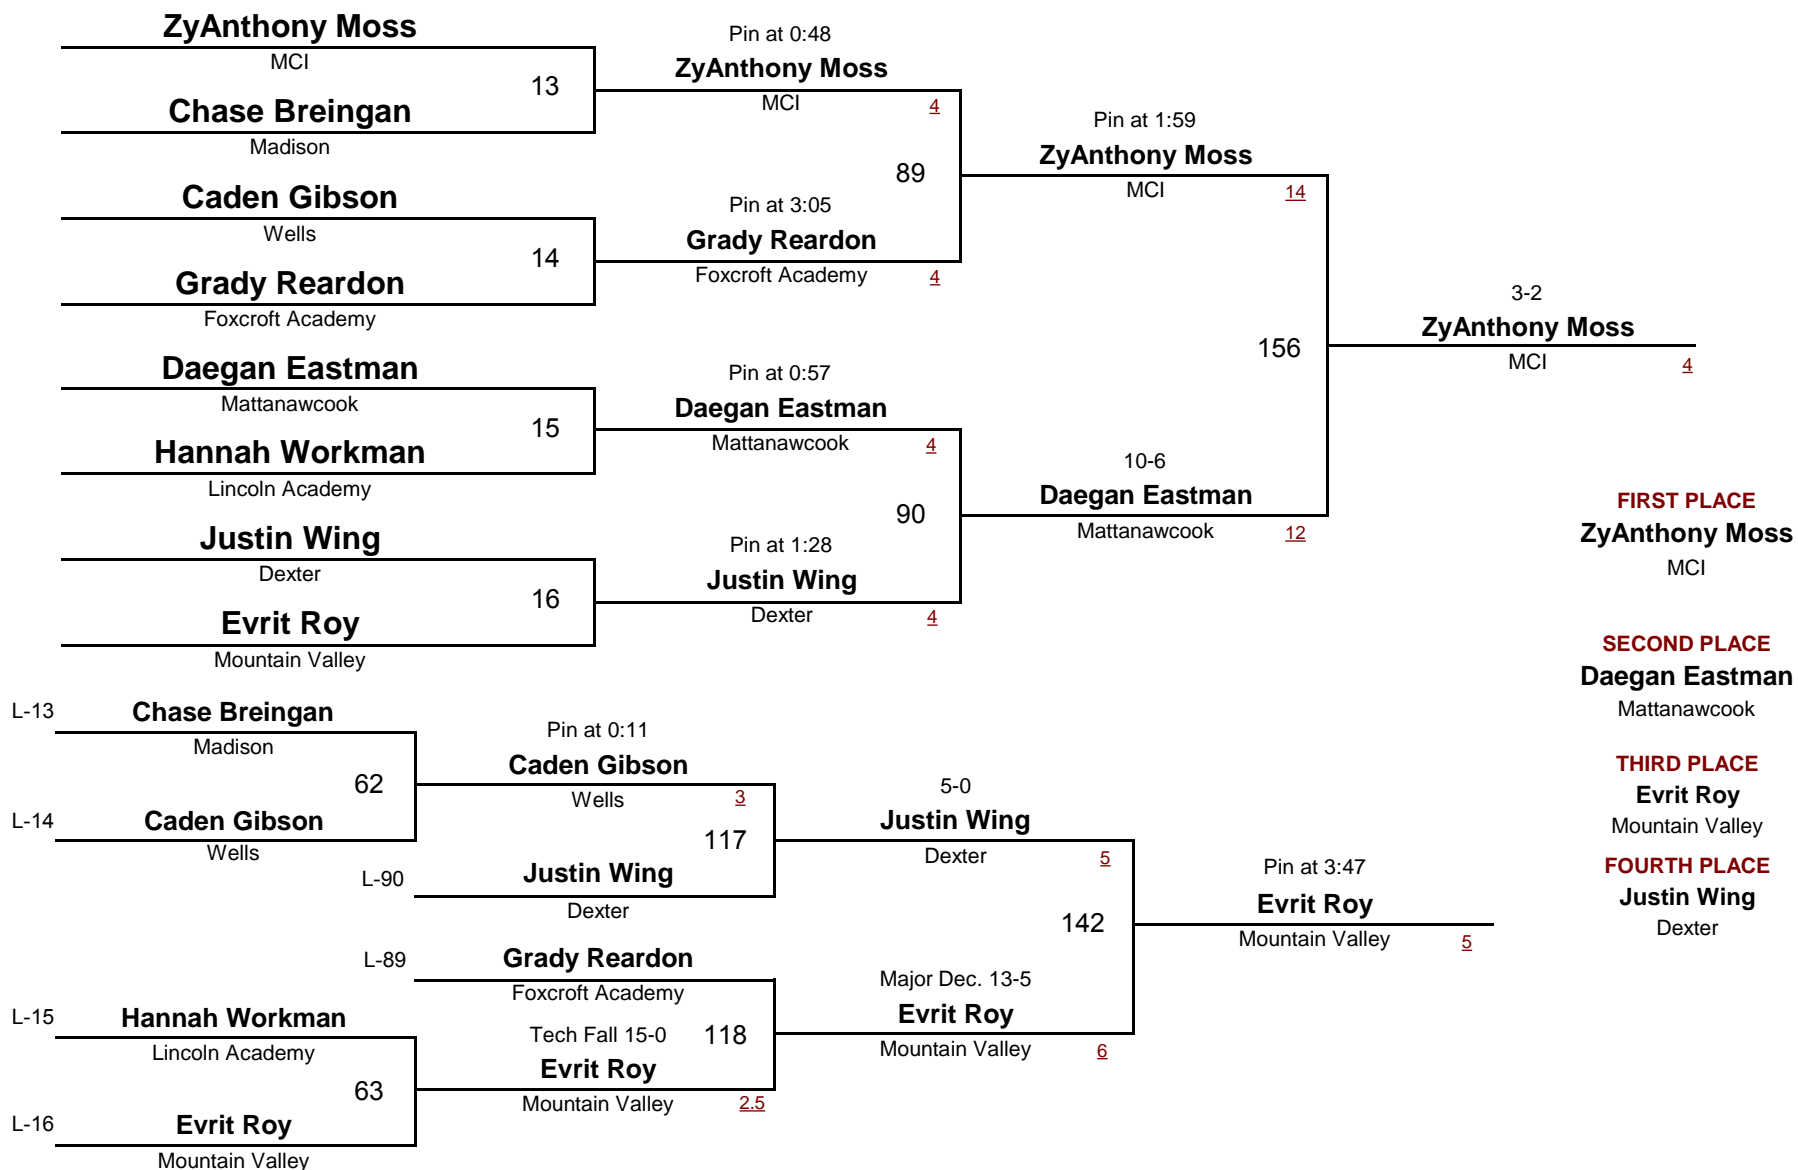 ZyAnthony Moss
MCI
13
Chase Breingan
Madison
Caden Gibson
Wells
14
Grady Reardon
Foxcroft Academy
Daegan Eastman
Mattanawcook
15
Hannah Workman
Lincoln Academy
Justin Wing
Dexter
16
Evrit Roy
Mountain Valley
Pin at 0:48
ZyAnthony Moss
MCI
4
89
Pin at 3:05
Grady Reardon
Foxcroft Academy
4
Pin at 0:57
Daegan Eastman
Mattanawcook
4
90
Pin at 1:28
Justin Wing
Dexter
4
Pin at 1:59
ZyAnthony Moss
MCI
14
156
10-6
Daegan Eastman
Mattanawcook
12
3-2
ZyAnthony Moss
MCI
4
FIRST PLACE
ZyAnthony Moss
MCI
SECOND PLACE
Daegan Eastman
Mattanawcook
THIRD PLACE
Evrit Roy
Mountain Valley
FOURTH PLACE
Justin Wing
Dexter
L-13
Chase Breingan
Madison
62
L-14
Caden Gibson
Wells
Pin at 0:11
Caden Gibson
Wells
3
117
L-90
Justin Wing
Dexter
L-89
Grady Reardon
Foxcroft Academy
L-15
Hannah Workman
Lincoln Academy
63
L-16
Evrit Roy
Mountain Valley
Tech Fall 15-0
118
Evrit Roy
Mountain Valley
2.5
5-0
Justin Wing
Dexter
5
142
Major Dec. 13-5
Evrit Roy
Mountain Valley
6
Pin at 3:47
Evrit Roy
Mountain Valley
5